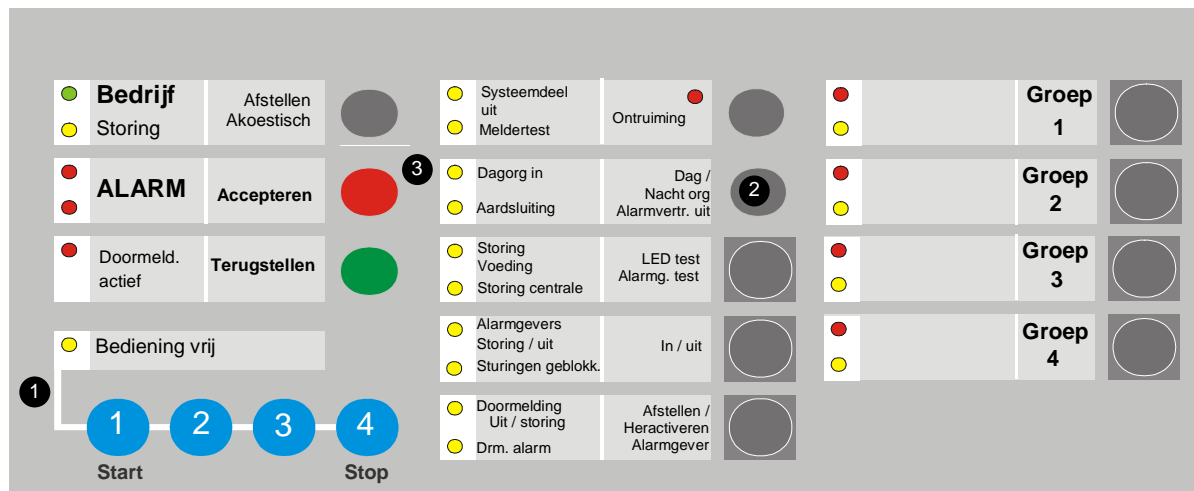 Bedrijf
Storing
Afstellen
Akoestisch
ALARM
Accepteren
3
Doormeld.
actief
Terugstellen
Bediening vrij
1
1
2
3
4
Start
Stop
Systeemdeel
uit
Meldertest
Ontruiming
Dagorg in
Aardsluiting
Dag /
Nacht org
Alarmvertr. uit
2
Storing
Voeding
Storing centrale
LED test
Alarmg. test
Alarmgevers
Storing / uit
Sturingen geblokk.
In / uit
Doormelding
Uit / storing
Drm. alarm
Afstellen /
Heractiveren
Alarmgever
Groep
1
Groep
2
Groep
3
Groep
4